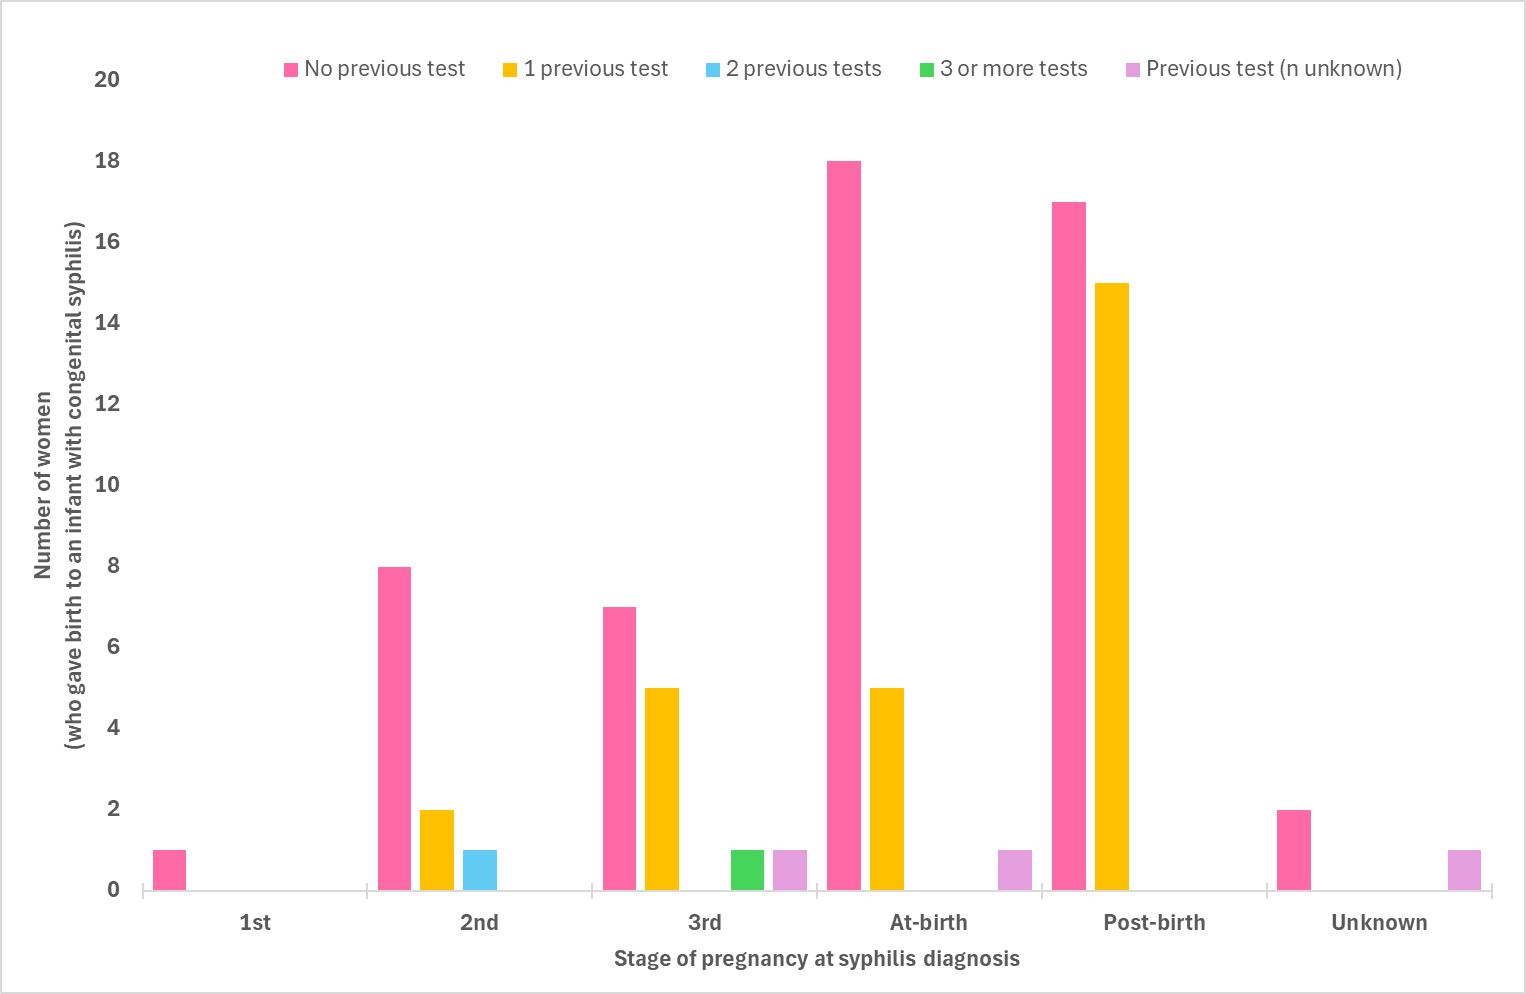 No previous test
1 previous test
2 previous tests
3 or more tests
Previous test (n unknown)
20
18
16
14
12
10
8
6
4
2
0
Number of women
(who gave birth to an infant with congenital syphilis)
1st
2nd
3rd
At-birth
Post-birth
Unknown
Stage of pregnancy at syphilis diagnosis